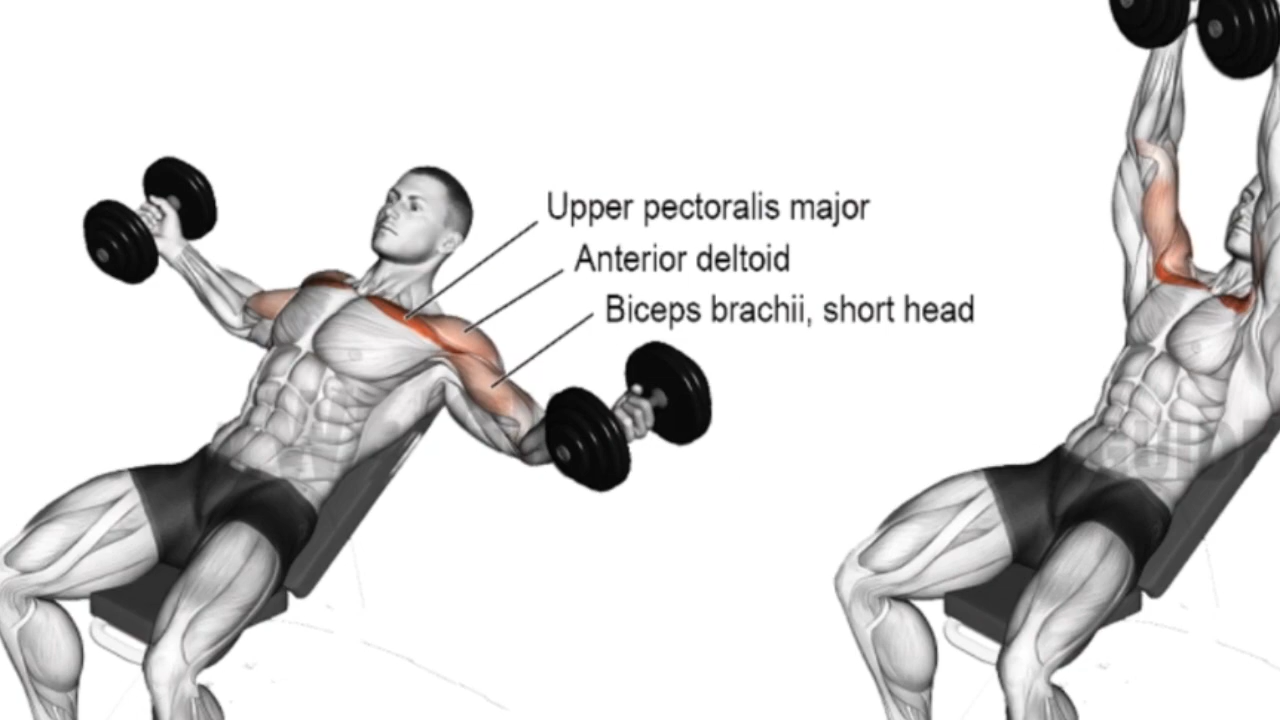 Upper pectoralis major
Anterior deltoid
Biceps brachii, short head